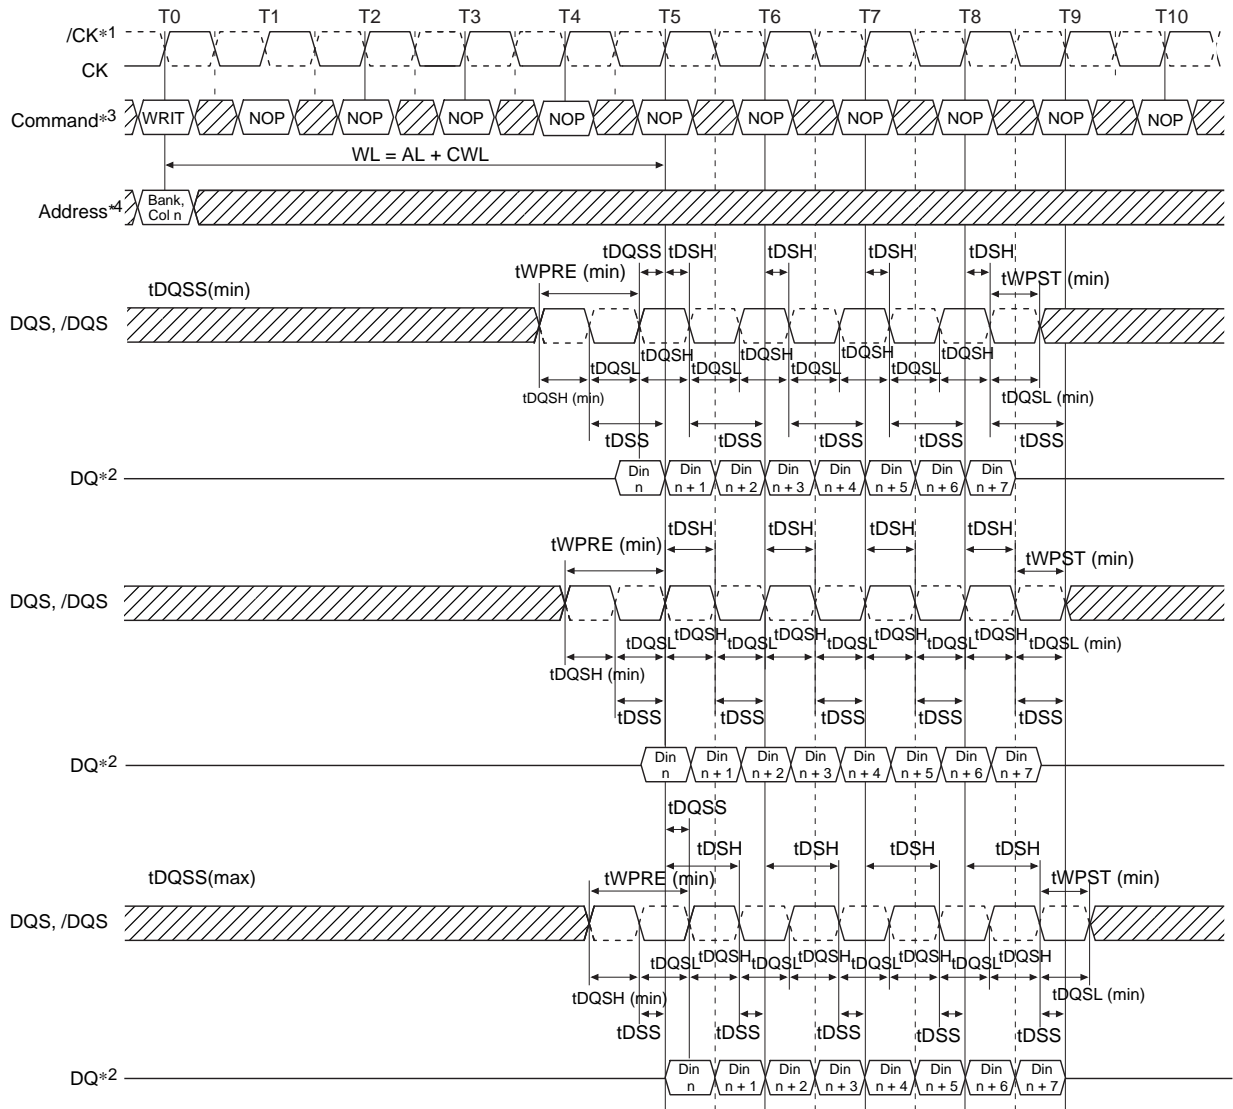 T0 T1 T2 T3 T4 T5 T6 T7 T8 T9 T10
/CK*1
CK
Command*3 WRIT NOP NOP NOP NOP NOP NOP NOP NOP NOP NOP
WL = AL + CWL
Address*4 Bank, Col n
tDQSS tDSH tDSH tDSH tDSH
tWPRE (min) tWPST (min)
tDQSS(min)
DQS, /DQS
tDQSH tDQSH tDQSH tDQSH
tDQSL tDQSL tDQSL tDQSL
tDQSH (min) tDQSL (min)
tDSS tDSS tDSS tDSS tDSS
DQ*2 Din n Din n + 1 Din n + 2 Din n + 3 Din n + 4 Din n + 5 Din n + 6 Din n + 7
tDSH tDSH tDSH tDSH
tWPRE (min) tWPST (min)
DQS, /DQS
tDQSL tDQSH tDQSL tDQSH tDQSL tDQSH tDQSL tDQSH tDQSL (min)
tDQSH (min)
tDSS tDSS tDSS tDSS tDSS
DQ*2 Din n Din n + 1 Din n + 2 Din n + 3 Din n + 4 Din n + 5 Din n + 6 Din n + 7
tDQSS
tDSH tDSH tDSH tDSH
tDQSS(max) tWPRE (min) tWPST (min)
DQS, /DQS
tDQSL tDQSH tDQSL tDQSH tDQSL tDQSH tDQSL tDQSH
tDQSH (min) tDQSL (min)
tDSS tDSS tDSS tDSS tDSS
DQ*2 Din n Din n + 1 Din n + 2 Din n + 3 Din n + 4 Din n + 5 Din n + 6 Din n + 7